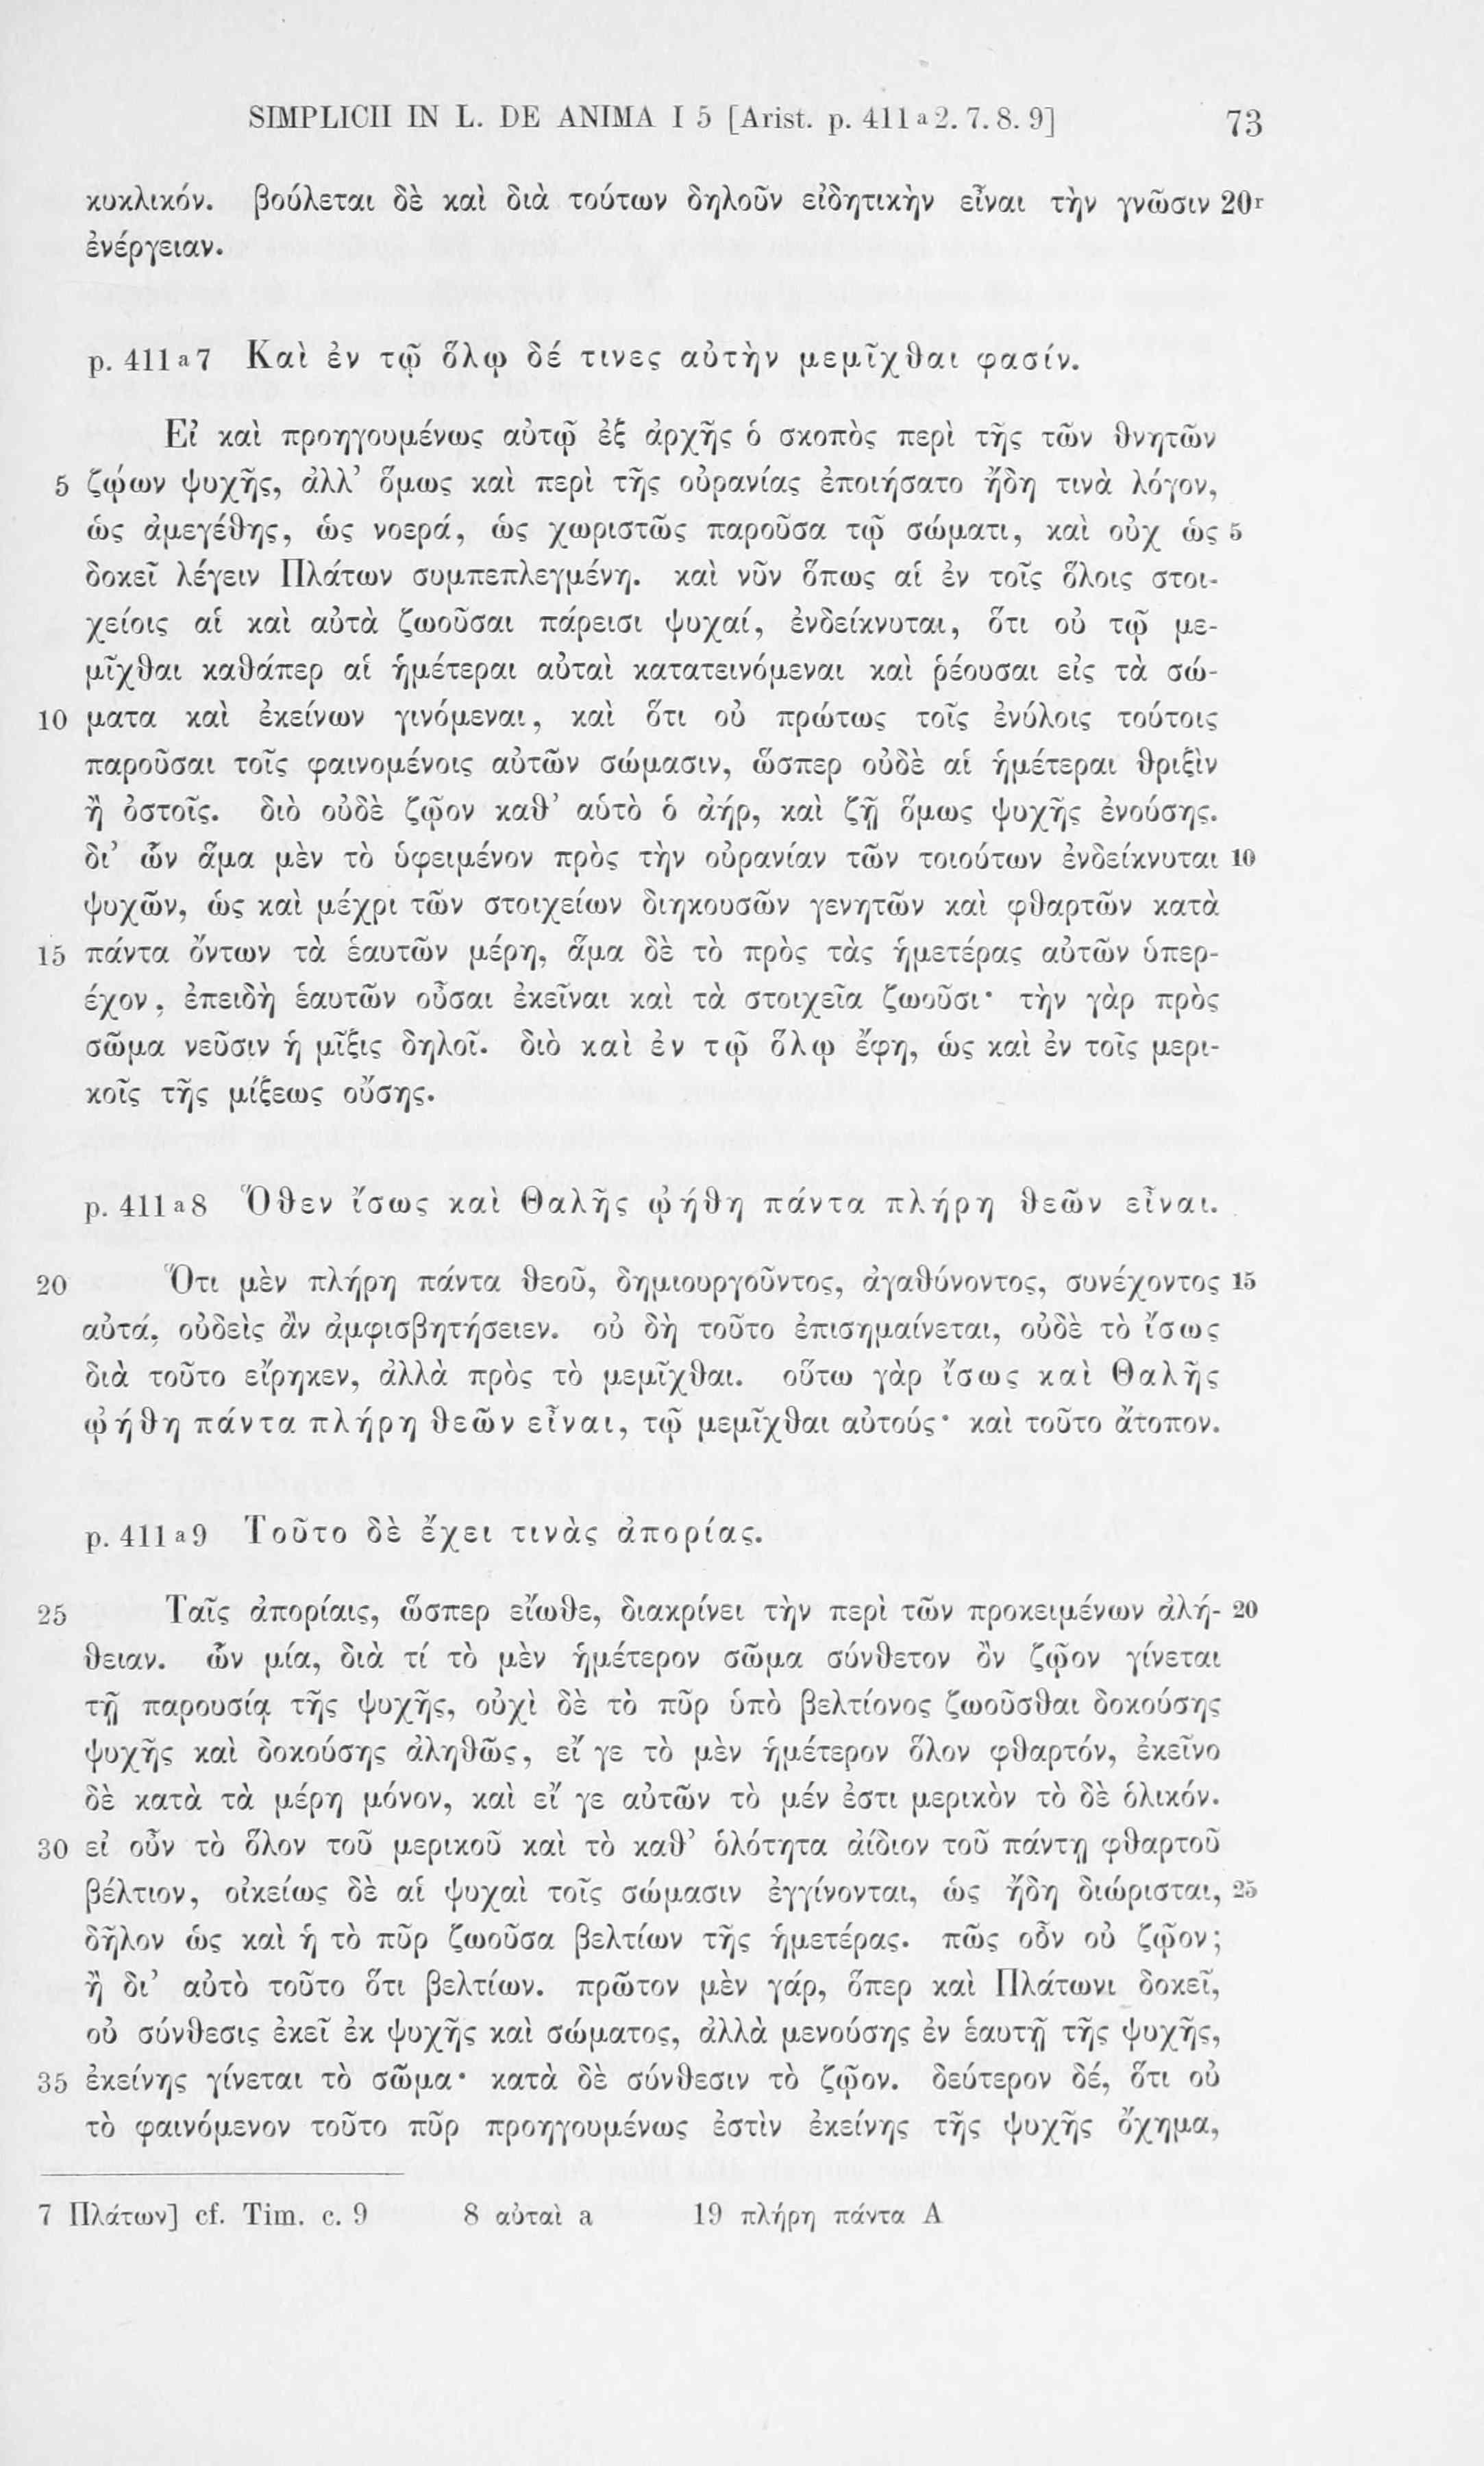 SIMPLICII IN L. DE ANIMA I 5 [Arist. p. 411 a 2. 7. 8. 9] 73
κυκλικόν. βούλεται δὲ καὶ διὰ τούτων δηλοῦν εἰδητικὴν εἶναι τὴν γνῶσιν 20r
ἐνέργειαν.
p. 411 a 7 Καὶ ἐν τῷ ὅλῳ δέ τινες αὐτὴν μεμῖχθαι φασίν.
Εἰ καὶ προηγουμένως αὐτῷ ἐξ ἀρχῆς ὁ σκοπὸς περὶ τῆς τῶν θνητῶν
5 ζῴων ψυχῆς, ἀλλ’ ὅμως καὶ περὶ τῆς οὐρανίας ἐποιήσατο ἤδη τινὰ λόγον,
ὡς ἀμεγέθης, ὡς νοερά, ὡς χωριστῶς παροῦσα τῷ σώματι, καὶ οὐχ ὡς 5
δοκεῖ λέγειν Πλάτων συμπεπλεγμένη. καὶ νῦν ὅπως αἱ ἐν τοῖς ὅλοις στοι-
χείοις αἱ καὶ αὐτὰ ζωοῦσαι πάρεισι ψυχαί, ἐνδείκνυται, ὅτι οὐ τῷ με-
μῖχθαι καθάπερ αἱ ἡμέτεραι αὐταὶ κατατεινόμεναι καὶ ῥέουσαι εἰς τὰ σώ-
10 ματα καὶ ἐκείνων γινόμεναι, καὶ ὅτι οὐ πρώτως τοῖς ἐνύλοις τούτοις
παροῦσαι τοῖς φαινομένοις αὐτῶν σώμασιν, ὥσπερ οὐδὲ αἱ ἡμέτεραι θριξὶν
ἢ ὀστοῖς. διὸ οὐδὲ ζῷον καθ’ αὑτὸ ὁ ἀήρ, καὶ ζῇ ὅμως ψυχῆς ἐνούσης.
δι’ ὧν ἅμα μὲν τὸ ὑφειμένον πρὸς τὴν οὐρανίαν τῶν τοιούτων ἐνδείκνυται 10
ψυχῶν, ὡς καὶ μέχρι τῶν στοιχείων διηκουσῶν γενητῶν καὶ φθαρτῶν κατὰ
15 πάντα ὄντων τὰ ἑαυτῶν μέρη, ἅμα δὲ τὸ πρὸς τὰς ἡμετέρας αὐτῶν ὑπερ-
έχον, ἐπειδὴ ἑαυτῶν οὖσαι ἐκεῖναι καὶ τὰ στοιχεῖα ζωοῦσι· τὴν γὰρ πρὸς
σῶμα νεῦσιν ἡ μῖξις δηλοῖ. διὸ καὶ ἐν τῷ ὅλῳ ἔφη, ὡς καὶ ἐν τοῖς μερι-
κοῖς τῆς μίξεως οὔσης.
p. 411 a 8 Ὅθεν ἴσως καὶ Θαλῆς ᾠήθη πάντα πλήρη θεῶν εἶναι.
20 Ὅτι μὲν πλήρη πάντα θεοῦ, δημιουργοῦντος, ἀγαθύνοντος, συνέχοντος 15
αὐτά, οὐδεὶς ἂν ἀμφισβητήσειεν. οὐ δὴ τοῦτο ἐπισημαίνεται, οὐδὲ τὸ ἴσως
διὰ τοῦτο εἴρηκεν, ἀλλὰ πρὸς τὸ μεμῖχθαι. οὕτω γὰρ ἴσως καὶ Θαλῆς
ᾠήθη πάντα πλήρη θεῶν εἶναι, τῷ μεμῖχθαι αὐτούς· καὶ τοῦτο ἄτοπον.
p. 411 a 9 Τοῦτο δὲ ἔχει τινὰς ἀπορίας.
25 Ταῖς ἀπορίαις, ὥσπερ εἴωθε, διακρίνει τὴν περὶ τῶν προκειμένων ἀλή- 20
θειαν. ὧν μία, διὰ τί τὸ μὲν ἡμέτερον σῶμα σύνθετον ὂν ζῷον γίνεται
τῇ παρουσίᾳ τῆς ψυχῆς, οὐχὶ δὲ τὸ πῦρ ὑπὸ βελτίονος ζωοῦσθαι δοκούσης
ψυχῆς καὶ δοκούσης ἀληθῶς, εἴ γε τὸ μὲν ἡμέτερον ὅλον φθαρτόν, ἐκεῖνο
δὲ κατὰ τὰ μέρη μόνον, καὶ εἴ γε αὐτῶν τὸ μέν ἐστι μερικὸν τὸ δὲ ὁλικόν.
30 εἰ οὖν τὸ ὅλον τοῦ μερικοῦ καὶ τὸ καθ’ ὁλότητα ἀίδιον τοῦ πάντῃ φθαρτοῦ
βέλτιον, οἰκείως δὲ αἱ ψυχαὶ τοῖς σώμασιν ἐγγίνονται, ὡς ἤδη διώρισται, 25
δῆλον ὡς καὶ ἡ τὸ πῦρ ζωοῦσα βελτίων τῆς ἡμετέρας. πῶς οὖν οὐ ζῷον;
ἢ δι’ αὐτὸ τοῦτο ὅτι βελτίων. πρῶτον μὲν γάρ, ὅπερ καὶ Πλάτωνι δοκεῖ,
οὐ σύνθεσις ἐκεῖ ἐκ ψυχῆς καὶ σώματος, ἀλλὰ μενούσης ἐν ἑαυτῇ τῆς ψυχῆς,
35 ἐκείνης γίνεται τὸ σῶμα· κατὰ δὲ σύνθεσιν τὸ ζῷον. δεύτερον δέ, ὅτι οὐ
τὸ φαινόμενον τοῦτο πῦρ προηγουμένως ἐστὶν ἐκείνης τῆς ψυχῆς ὄχημα,
7 Πλάτων] cf. Tim. c. 9 8 αὐταὶ a 19 πλήρη πάντα A